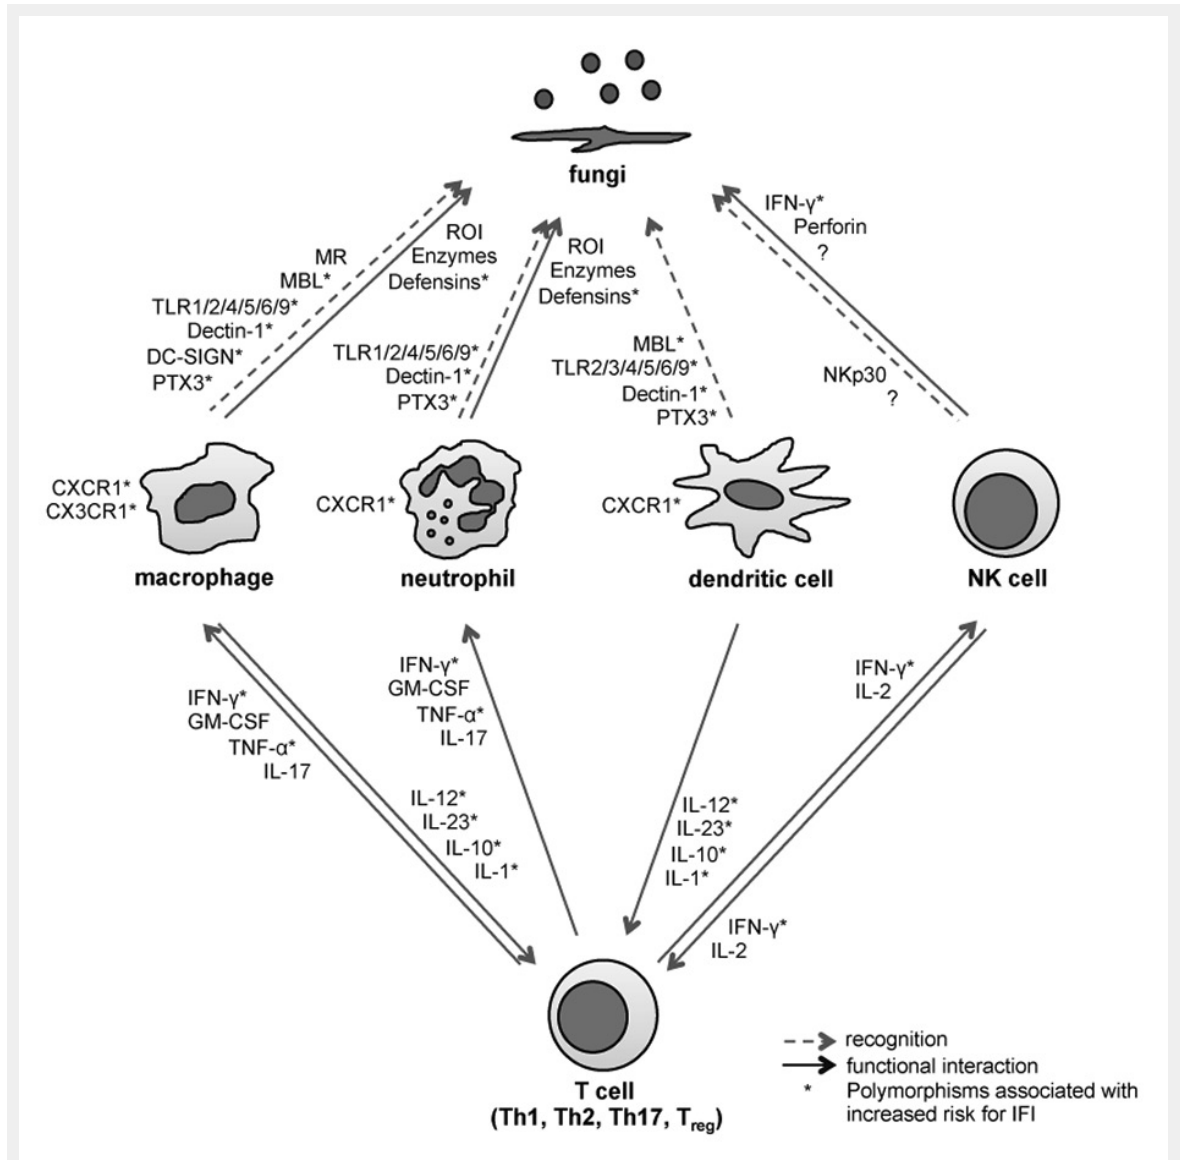 fungi
IFN-γ*
Perforin
?
ROI
Enzymes
Defensins*
ROI
Enzymes
Defensins*
MR
MBL*
TLR1/2/4/5/6/9*
Dectin-1*
DC-SIGN*
PTX3*
TLR1/2/4/5/6/9*
Dectin-1*
PTX3*
MBL*
TLR2/3/4/5/6/9*
Dectin-1*
PTX3*
NKp30
?
CXCR1*
CX3CR1*
CXCR1*
CXCR1*
macrophage
neutrophil
dendritic cell
NK cell
IFN-γ*
GM-CSF
TNF-α*
IL-17
IFN-γ*
GM-CSF
TNF-α*
IL-17
IFN-γ*
IL-2
IL-12*
IL-23*
IL-10*
IL-1*
IL-12*
IL-23*
IL-10*
IL-1*
IFN-γ*
IL-2
T cell
(Th1, Th2, Th17, Treg)
recognition
functional interaction
* Polymorphisms associated with
increased risk for IFI